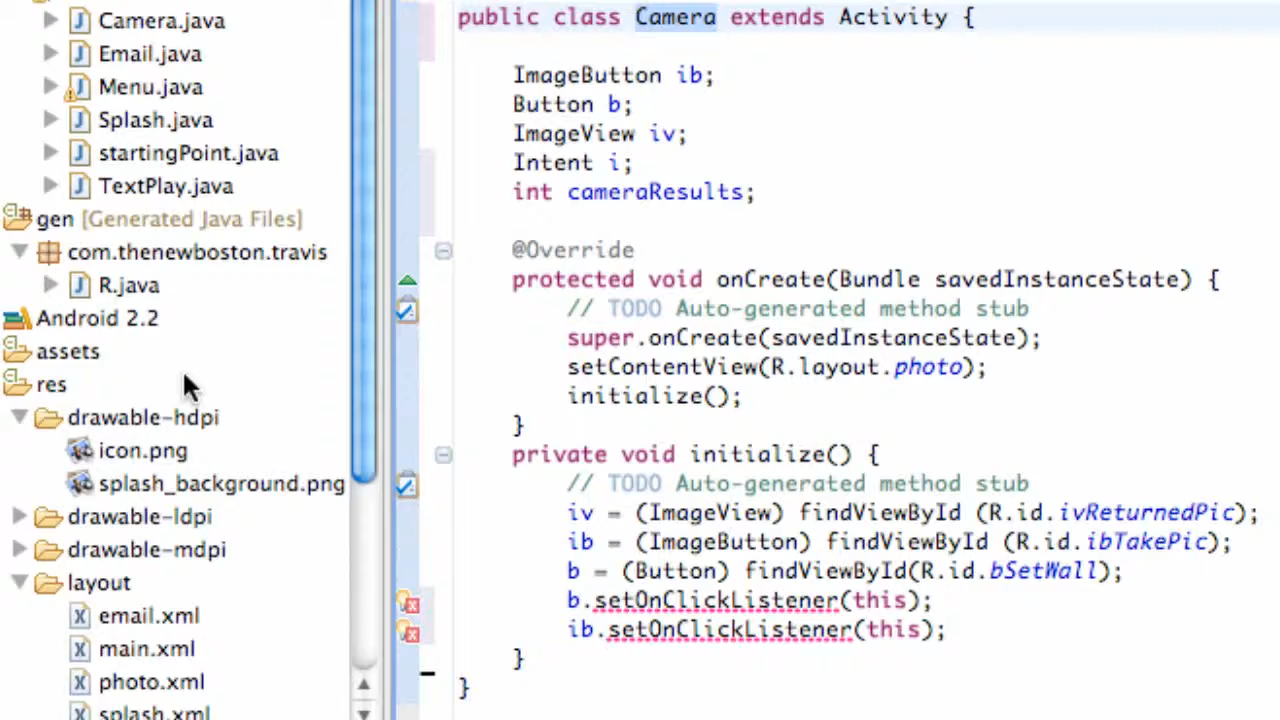 Camera.java
Email.java
Menu.java
Splash.java
startingPoint.java
TextPlay.java
gen [Generated Java Files]
com.thenewboston.travis
R.java
Android 2.2
assets
res
drawable-hdpi
icon.png
splash_background.png
drawable-ldpi
drawable-mdpi
layout
email.xml
main.xml
photo.xml
splash.xml
public class Camera extends Activity {
ImageButton ib;
Button b;
ImageView iv;
Intent i;
int cameraResults;
@Override
protected void onCreate(Bundle savedInstanceState) {
// TODO Auto-generated method stub
super.onCreate(savedInstanceState);
setContentView(R.layout.photo);
initialize();
}
private void initialize() {
// TODO Auto-generated method stub
iv = (ImageView) findViewById (R.id.ivReturnedPic);
ib = (ImageButton) findViewById (R.id.ibTakePic);
b = (Button) findViewById(R.id.bSetWall);
b.setOnClickListener(this);
ib.setOnClickListener(this);
}
}